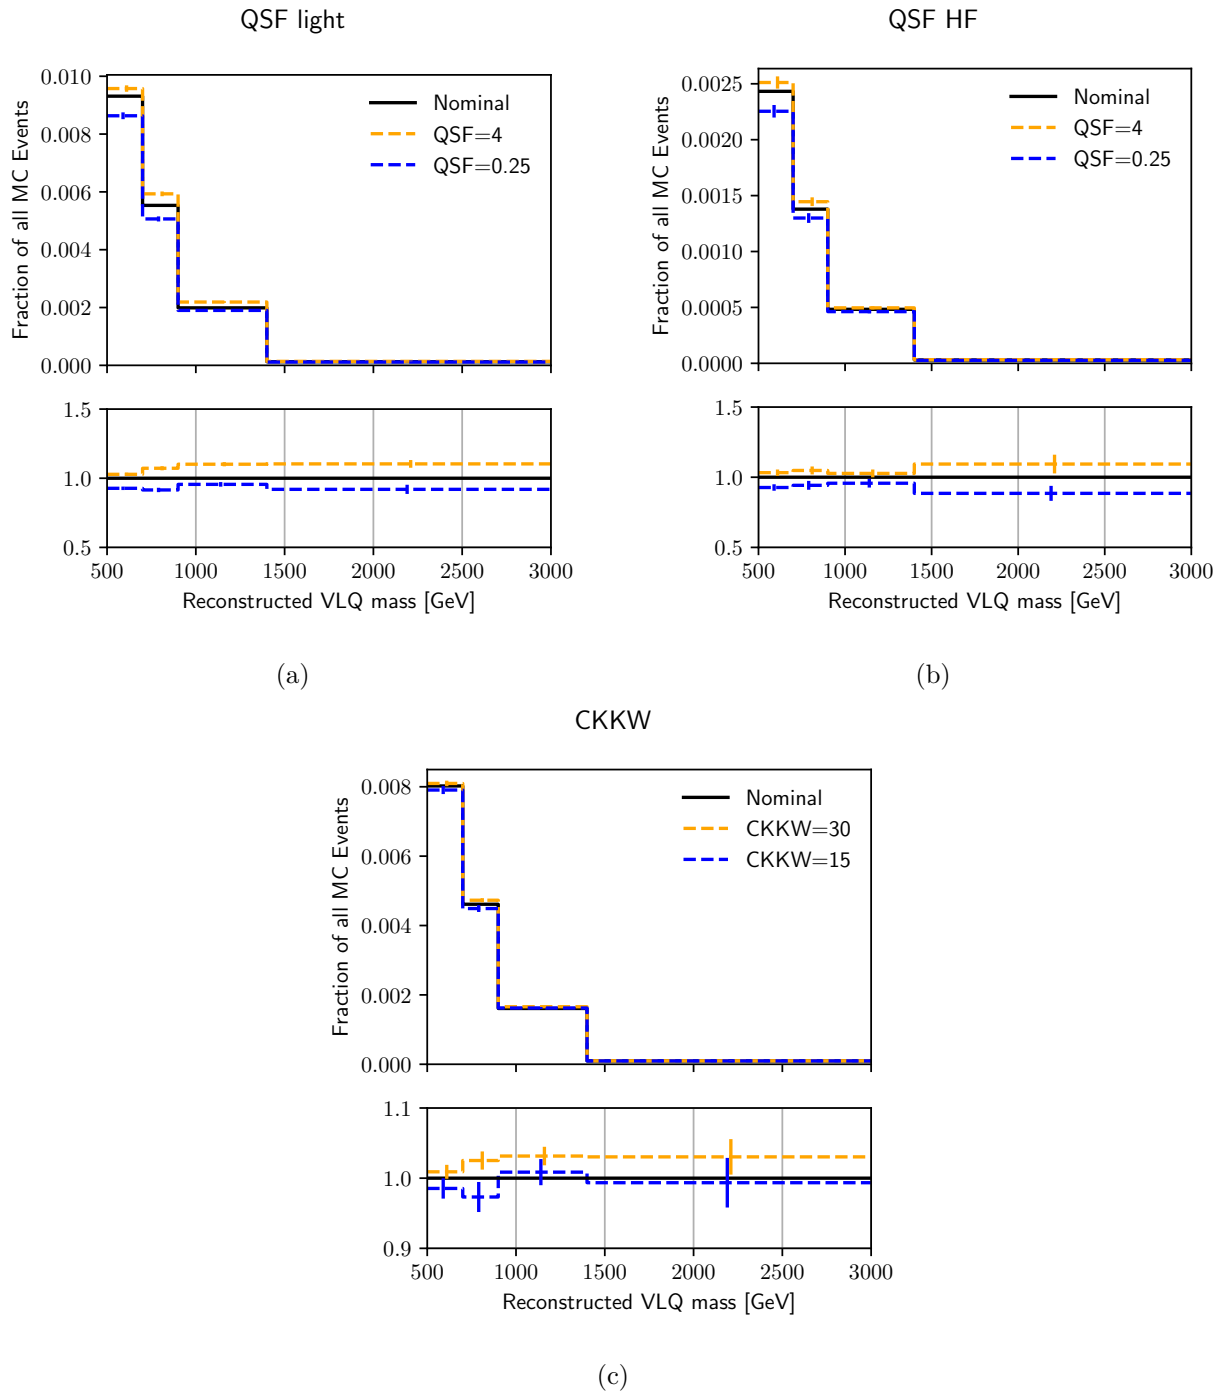 QSF light
Fraction of all MC Events
0.010
0.008
0.006
0.004
0.002
0.000
Nominal
QSF=4
QSF=0.25
1.5
1.0
0.5
500 1000 1500 2000 2500 3000
Reconstructed VLQ mass [GeV]
(a)
QSF HF
Fraction of all MC Events
0.0025
0.0020
0.0015
0.0010
0.0005
0.0000
Nominal
QSF=4
QSF=0.25
1.5
1.0
0.5
500 1000 1500 2000 2500 3000
Reconstructed VLQ mass [GeV]
(b)
CKKW
Fraction of all MC Events
0.008
0.006
0.004
0.002
0.000
Nominal
CKKW=30
CKKW=15
1.1
1.0
0.9
500 1000 1500 2000 2500 3000
Reconstructed VLQ mass [GeV]
(c)